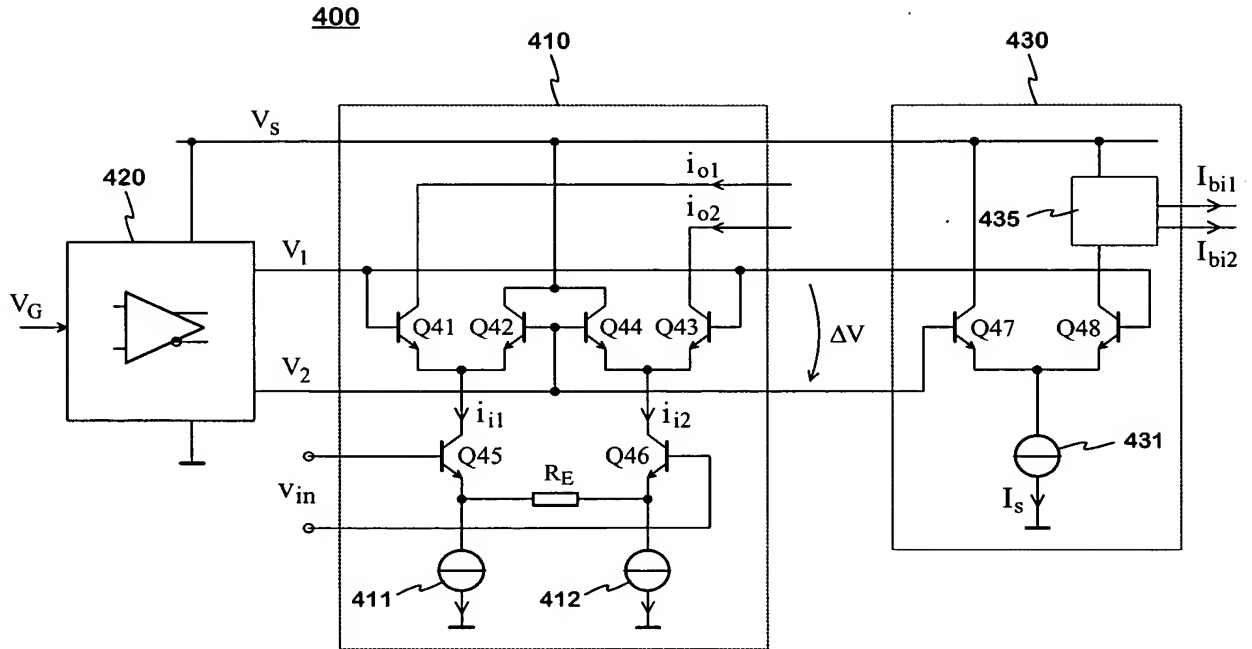 400
410
430
V_S
420
i_o1
i_o2
I_bi1
435
I_bi2
V_1
V_G
Q41
Q42
Q44
Q43
Q47
Q48
ΔV
V_2
i_i1
i_i2
Q45
Q46
431
R_E
v_in
I_s
411
412